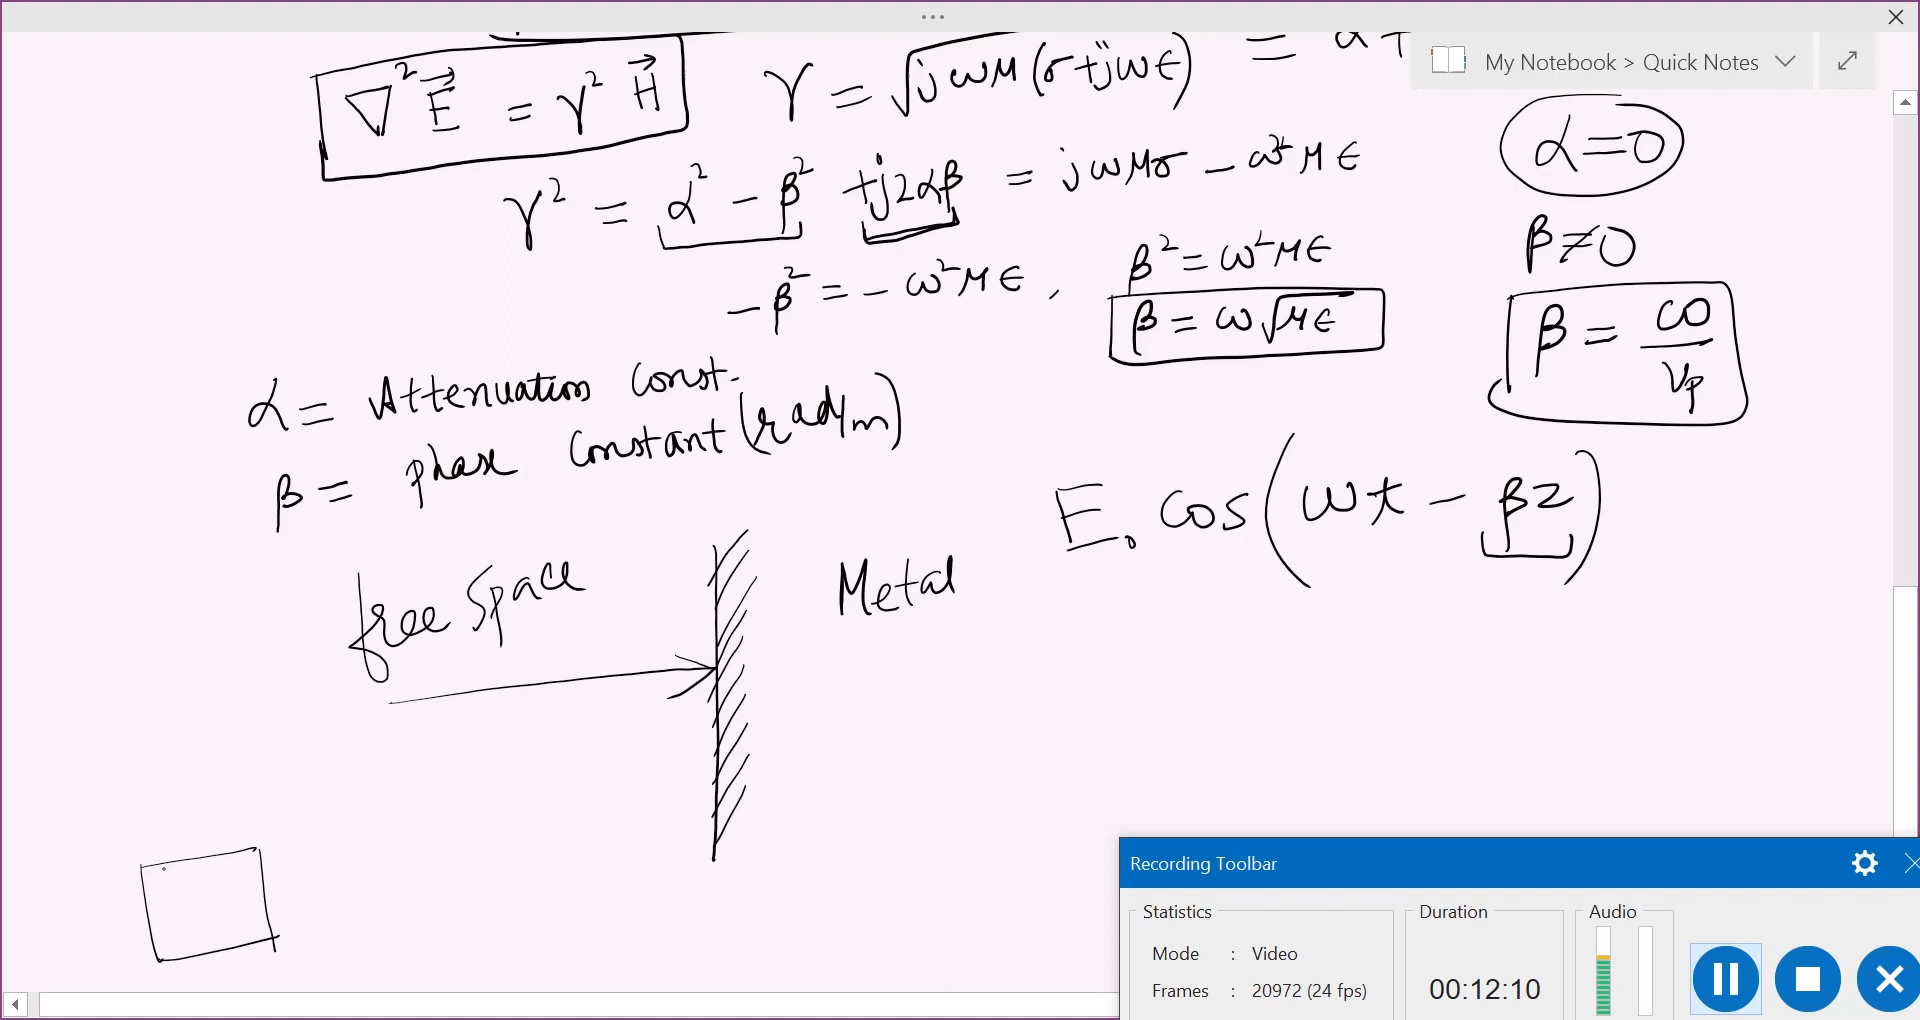 My Notebook > Quick Notes
∇² E⃗ = γ² H⃗
γ = √jωμ(σ+jωε) = α+
α=0
γ² = α² − β² +j2αβ = jωμσ − ω²με
β≠0
−β² = − ω²με , β² = ω²με
β = ω√με
β = ω/Vp
α = Attenuation const.
β = phase constant (rad/m)
E₀ cos(ωt − βz)
free space
Metal
Recording Toolbar
Statistics
Duration
Audio
Mode : Video
Frames : 20972 (24 fps)
00:12:10